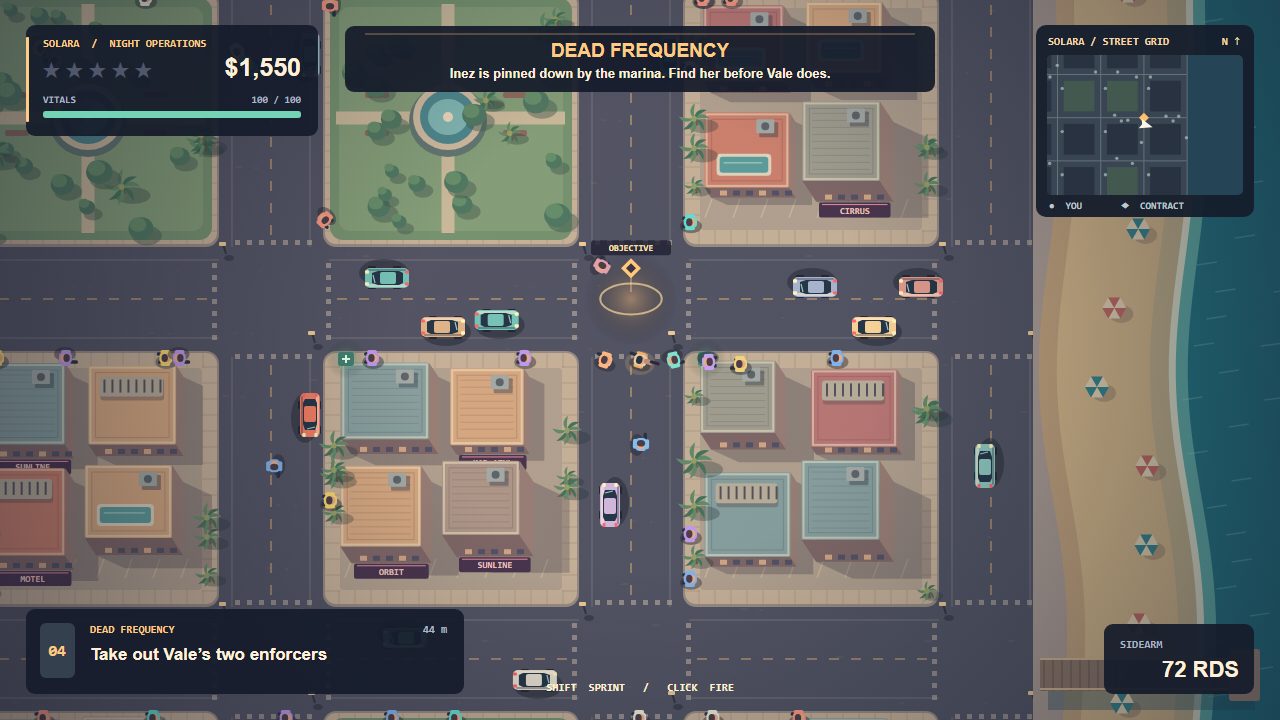 SOLARA / NIGHT OPERATIONS
★★★★★ $1,550
VITALS 100 / 100
DEAD FREQUENCY
Inez is pinned down by the marina. Find her before Vale does.
SOLARA / STREET GRID N ↑
YOU CONTRACT
CIRRUS
OBJECTIVE
SUNLINE
MOTEL
ORBIT
SUNLINE
04
DEAD FREQUENCY 44 m
Take out Vale’s two enforcers
SHIFT SPRINT / CLICK FIRE
SIDEARM
72 RDS